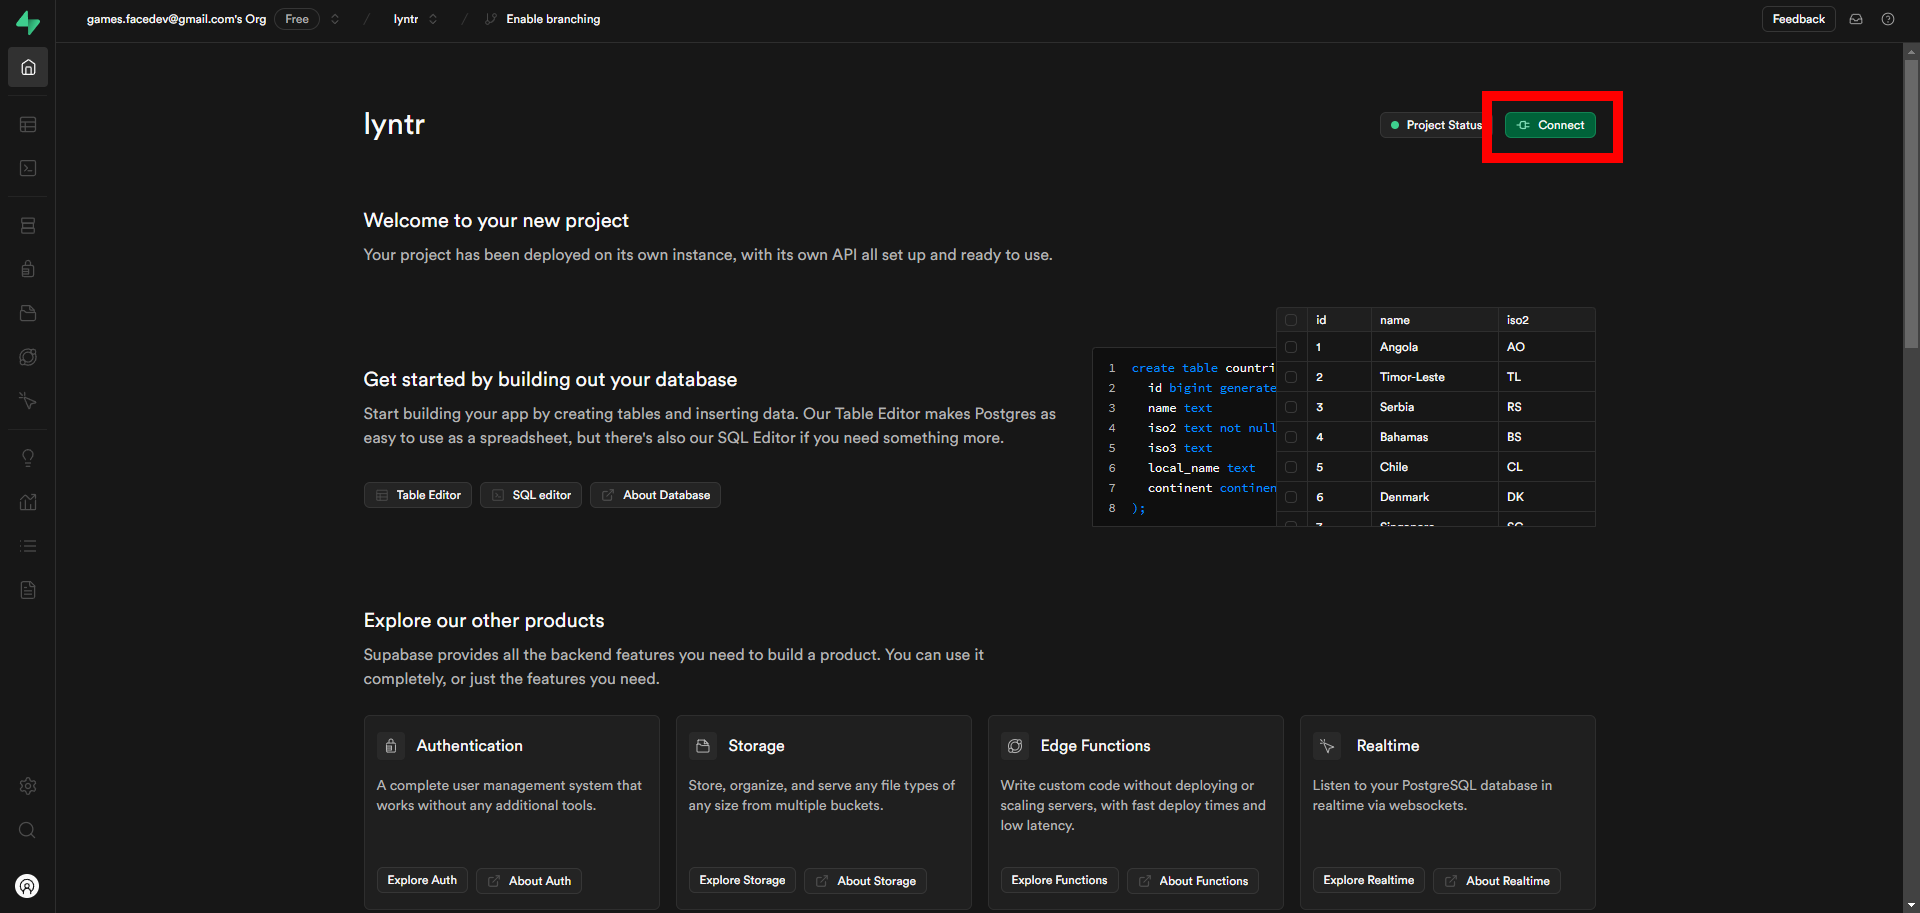 games.facedev@gmail.com's Org Free / lyntr / Enable branching
Feedback
lyntr
Project Status
Connect
Welcome to your new project
Your project has been deployed on its own instance, with its own API all set up and ready to use.
Get started by building out your database
Start building your app by creating tables and inserting data. Our Table Editor makes Postgres as
easy to use as a spreadsheet, but there's also our SQL Editor if you need something more.
Table Editor
SQL editor
About Database
1 create table countri
2 id bigint generate
3 name text
4 iso2 text not null
5 iso3 text
6 local_name text
7 continent continen
8 );
id name iso2
1 Angola AO
2 Timor-Leste TL
3 Serbia RS
4 Bahamas BS
5 Chile CL
6 Denmark DK
Explore our other products
Supabase provides all the backend features you need to build a product. You can use it
completely, or just the features you need.
Authentication
A complete user management system that
works without any additional tools.
Explore Auth
About Auth
Storage
Store, organize, and serve any file types of
any size from multiple buckets.
Explore Storage
About Storage
Edge Functions
Write custom code without deploying or
scaling servers, with fast deploy times and
low latency.
Explore Functions
About Functions
Realtime
Listen to your PostgreSQL database in
realtime via websockets.
Explore Realtime
About Realtime